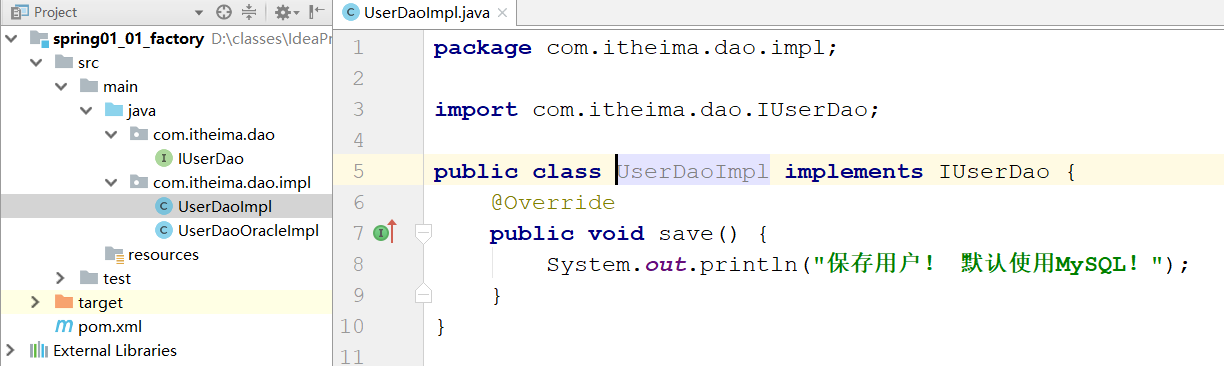 Project
spring01_01_factory D:\classes\IdeaPr
src
main
java
com.itheima.dao
I IUserDao
com.itheima.dao.impl
C UserDaoImpl
C UserDaoOracleImpl
resources
test
target
m pom.xml
External Libraries
C UserDaoImpl.java ×
1 package com.itheima.dao.impl;
2
3 import com.itheima.dao.IUserDao;
4
5 public class UserDaoImpl implements IUserDao {
6 @Override
7 I public void save() {
8 System.out.println("保存用户! 默认使用MySQL!");
9 }
10 }
11